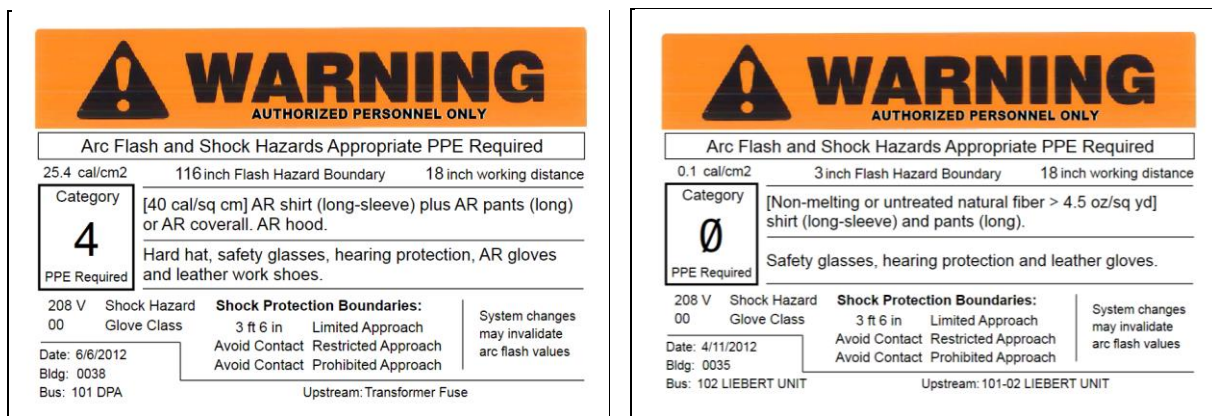 WARNING
AUTHORIZED PERSONNEL ONLY
Arc Flash and Shock Hazards Appropriate PPE Required
25.4 cal/cm2 116 inch Flash Hazard Boundary 18 inch working distance
Category
4
PPE Required
[40 cal/sq cm] AR shirt (long-sleeve) plus AR pants (long)
or AR coverall. AR hood.
Hard hat, safety glasses, hearing protection, AR gloves
and leather work shoes.
208 V Shock Hazard
00 Glove Class
Shock Protection Boundaries:
3 ft 6 in Limited Approach
Avoid Contact Restricted Approach
Avoid Contact Prohibited Approach
System changes
may invalidate
arc flash values
Date: 6/6/2012
Bldg: 0038
Bus: 101 DPA
Upstream: Transformer Fuse
WARNING
AUTHORIZED PERSONNEL ONLY
Arc Flash and Shock Hazards Appropriate PPE Required
0.1 cal/cm2 3 inch Flash Hazard Boundary 18 inch working distance
Category
Ø
PPE Required
[Non-melting or untreated natural fiber > 4.5 oz/sq yd]
shirt (long-sleeve) and pants (long).
Safety glasses, hearing protection and leather gloves.
208 V Shock Hazard
00 Glove Class
Shock Protection Boundaries:
3 ft 6 in Limited Approach
Avoid Contact Restricted Approach
Avoid Contact Prohibited Approach
System changes
may invalidate
arc flash values
Date: 4/11/2012
Bldg: 0035
Bus: 102 LIEBERT UNIT
Upstream: 101-02 LIEBERT UNIT